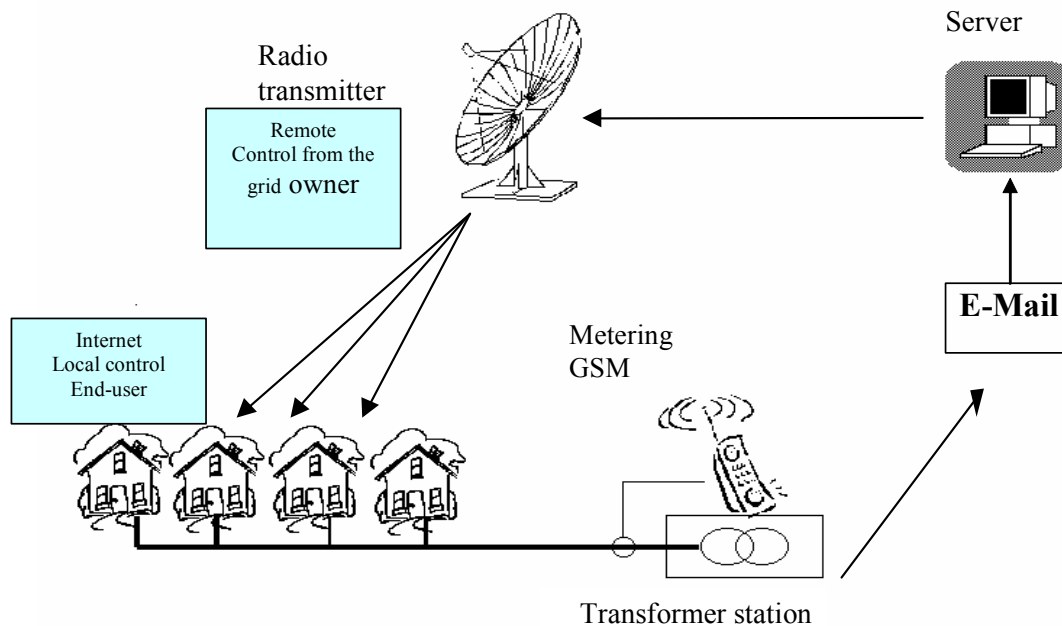 Server
Radio
transmitter
Remote
Control from the
grid owner
E-Mail
Internet
Local control
End-user
Metering
GSM
Transformer station